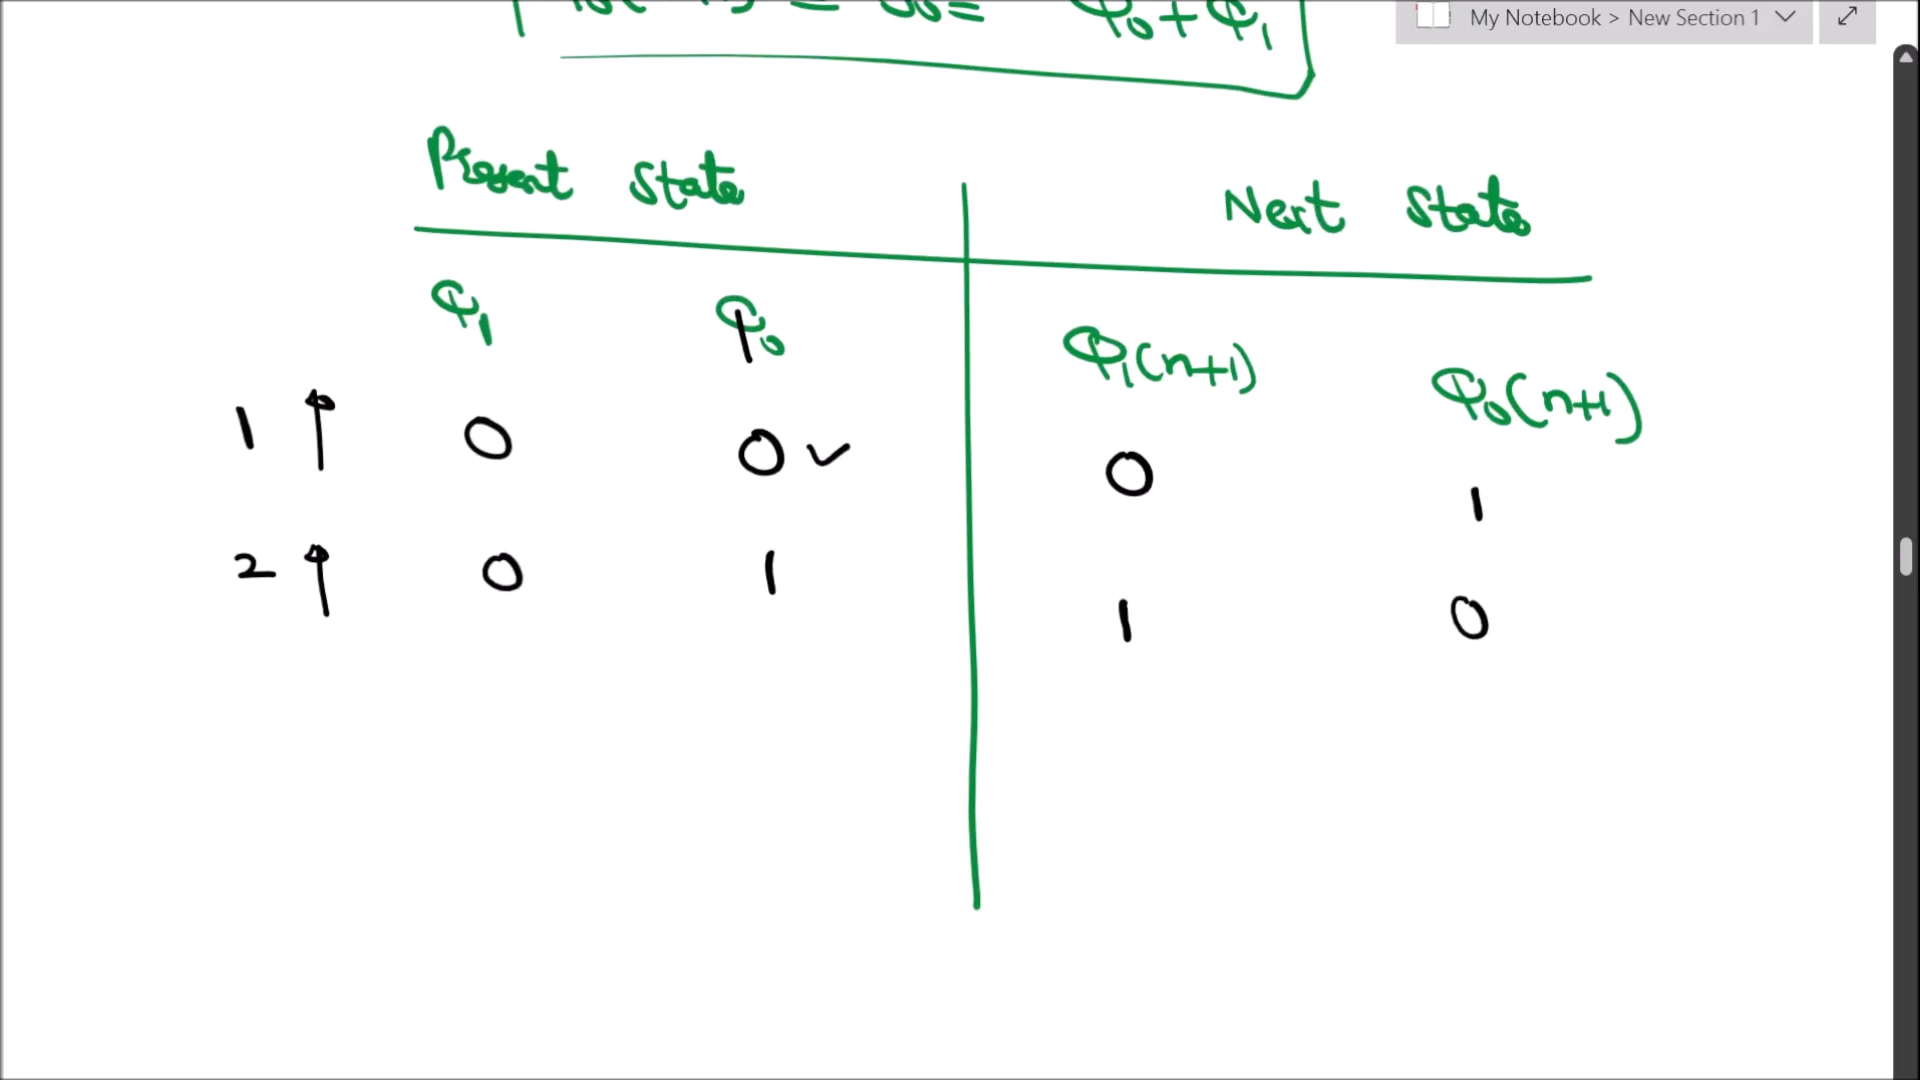 = Q0+Q1
My Notebook > New Section 1
Present State
Next State
Q1 Q0
Q1(n+1) Q0(n+1)
1 ↑ 0 0 ✓ 0 1
2 ↑ 0 1 1 0